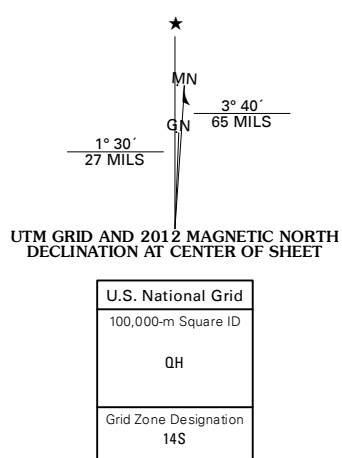 ★
MN
3° 40´
65 MILS
GN
1° 30´
27 MILS
UTM GRID AND 2012 MAGNETIC NORTH
DECLINATION AT CENTER OF SHEET
U.S. National Grid
100,000-m Square ID
QH
Grid Zone Designation
14S